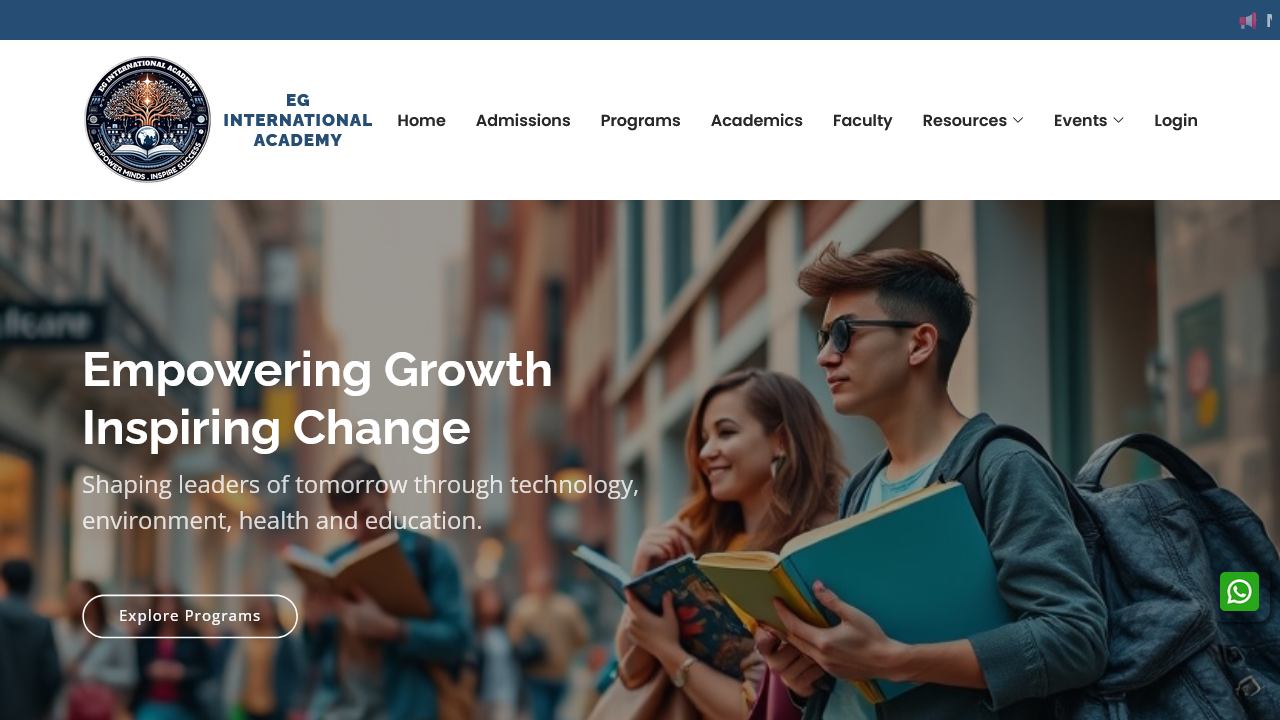 EG INTERNATIONAL ACADEMY
EMPOWER MINDS . INSPIRE SUCCESS
EG
INTERNATIONAL
ACADEMY
Home
Admissions
Programs
Academics
Faculty
Resources
Events
Login
Empowering Growth
Inspiring Change
Shaping leaders of tomorrow through technology,
environment, health and education.
Explore Programs